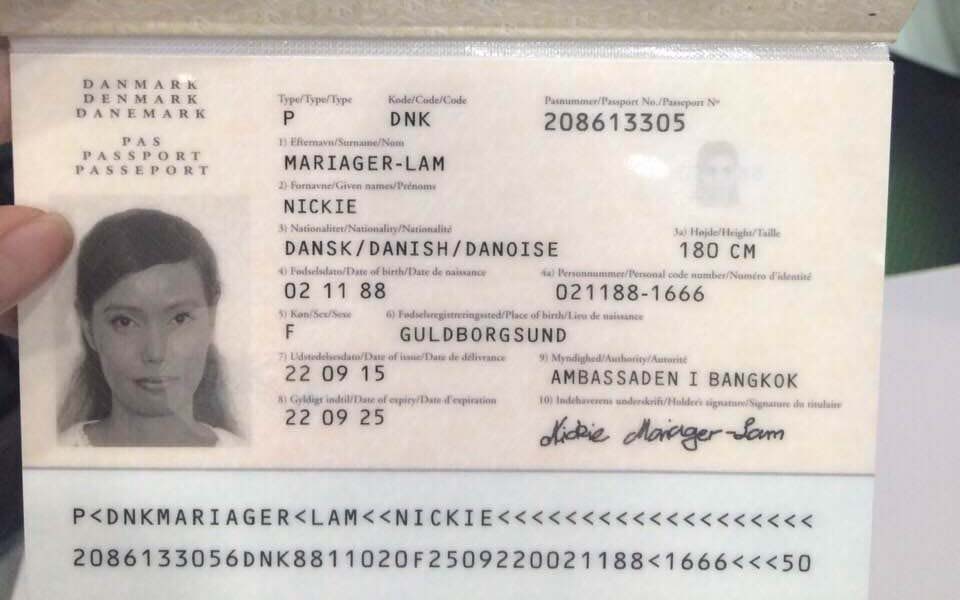 DANMARK
DENMARK
DANEMARK
PAS
PASSPORT
PASSEPORT
Type/Type/Type Kode/Code/Code Pasnummer/Passport No./Passeport Nº
P DNK 208613305
1) Efternavn/Surname/Nom
MARIAGER-LAM
2) Fornavne/Given names/Prénoms
NICKIE
3) Nationalitet/Nationality/Nationalité 3a) Højde/Height/Taille
DANSK/DANISH/DANOISE 180 CM
4) Fødselsdato/Date of birth/Date de naissance 4a) Personnummer/Personal code number/Numéro d'identité
02 11 88 021188-1666
5) Køn/Sex/Sexe 6) Fødselsregistreringssted/Place of birth/Lieu de naissance
F GULDBORGSUND
7) Udstedelsesdato/Date of issue/Date de délivrance 9) Myndighed/Authority/Autorité
22 09 15 AMBASSADEN I BANGKOK
8) Gyldigt indtil/Date of expiry/Date d'expiration 10) Indehaverens underskrift/Holder's signature/Signature du titulaire
22 09 25 Nickie Mariager-Lam
P<DNKMARIAGER<LAM<<NICKIE<<<<<<<<<<<<<<<<<<<
2086133056DNK8811020F2509220021188<1666<<<50